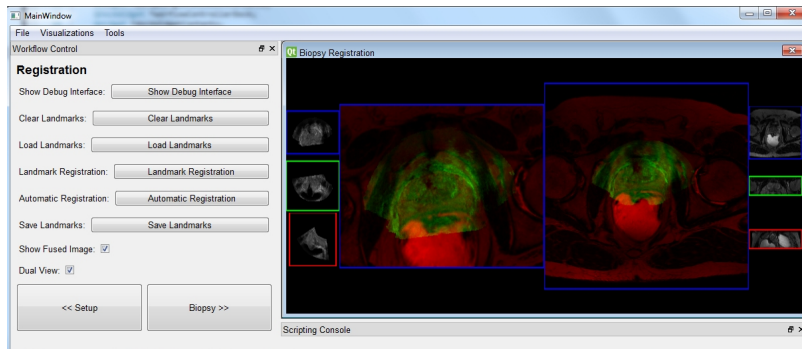 MainWindow
File Visualizations Tools
Workflow Control
Registration
Show Debug Interface: Show Debug Interface
Clear Landmarks: Clear Landmarks
Load Landmarks: Load Landmarks
Landmark Registration: Landmark Registration
Automatic Registration: Automatic Registration
Save Landmarks: Save Landmarks
Show Fused Image:
Dual View:
<< Setup Biopsy >>
Qt Biopsy Registration
Scripting Console